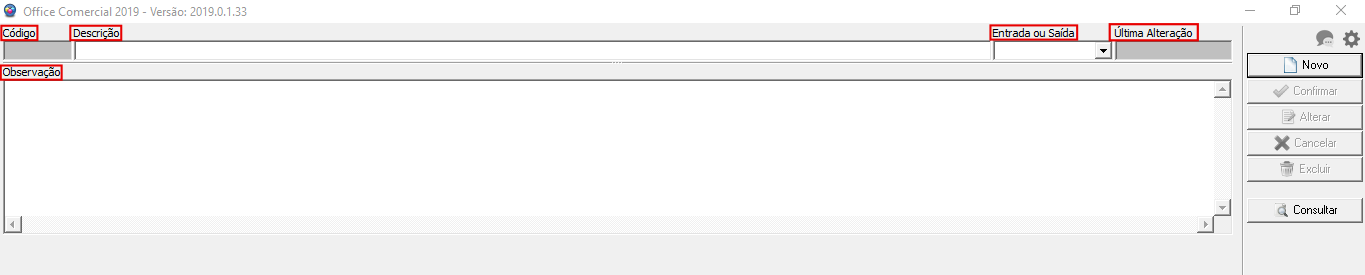 Office Comercial 2019 - Versão: 2019.0.1.33
Código Descrição Entrada ou Saída Última Alteração
Observação
Novo
Confirmar
Alterar
Cancelar
Excluir
Consultar